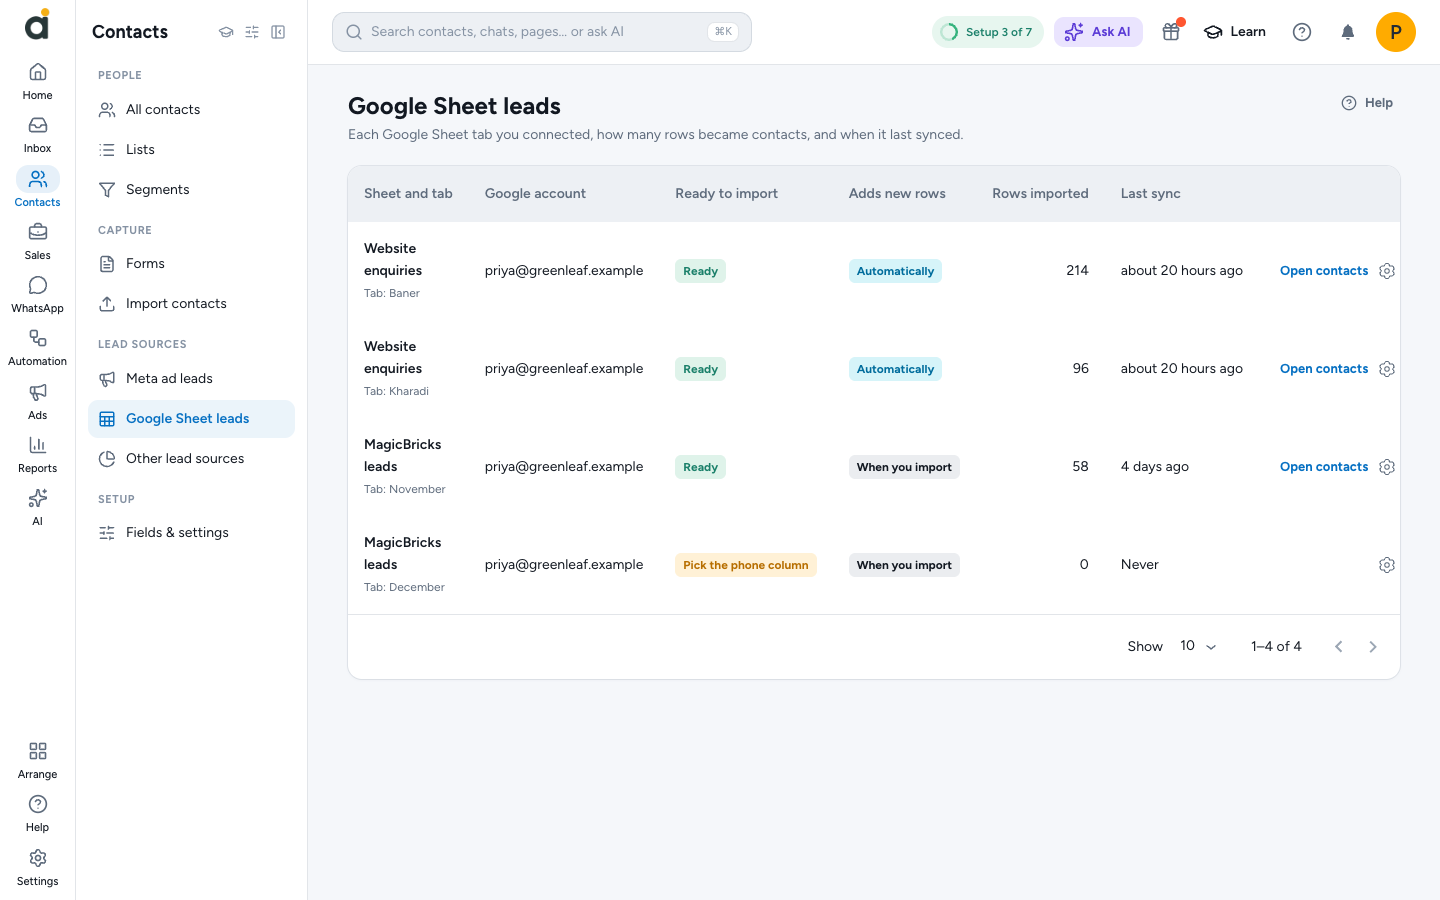 Contacts
Search contacts, chats, pages... or ask AI
⌘K
Setup 3 of 7
Ask AI
Learn
P
Home
Inbox
Contacts
Sales
WhatsApp
Automation
Ads
Reports
AI
Arrange
Help
Settings
PEOPLE
All contacts
Lists
Segments
CAPTURE
Forms
Import contacts
LEAD SOURCES
Meta ad leads
Google Sheet leads
Other lead sources
SETUP
Fields & settings
Google Sheet leads
Help
Each Google Sheet tab you connected, how many rows became contacts, and when it last synced.
Sheet and tab Google account Ready to import Adds new rows Rows imported Last sync
Website
enquiries
Tab: Baner
priya@greenleaf.example Ready Automatically 214 about 20 hours ago Open contacts
Website
enquiries
Tab: Kharadi
priya@greenleaf.example Ready Automatically 96 about 20 hours ago Open contacts
MagicBricks
leads
Tab: November
priya@greenleaf.example Ready When you import 58 4 days ago Open contacts
MagicBricks
leads
Tab: December
priya@greenleaf.example Pick the phone column When you import 0 Never
Show 10 1–4 of 4